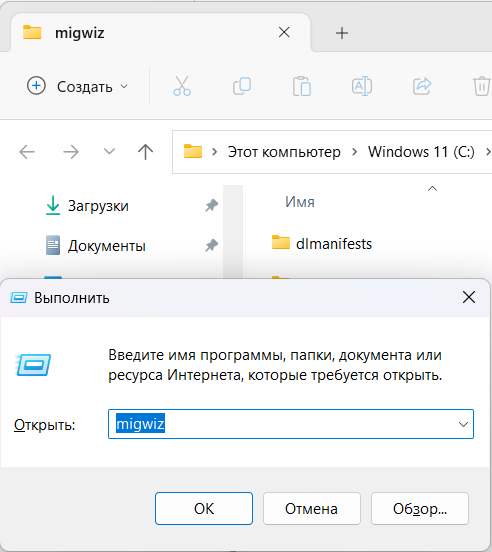 migwiz
Создать
Этот компьютер
Windows 11 (C:)
Загрузки
Имя
Документы
dlmanifests
Выполнить
Введите имя программы, папки, документа или
ресурса Интернета, которые требуется открыть.
Открыть: migwiz
ОК Отмена Обзор...